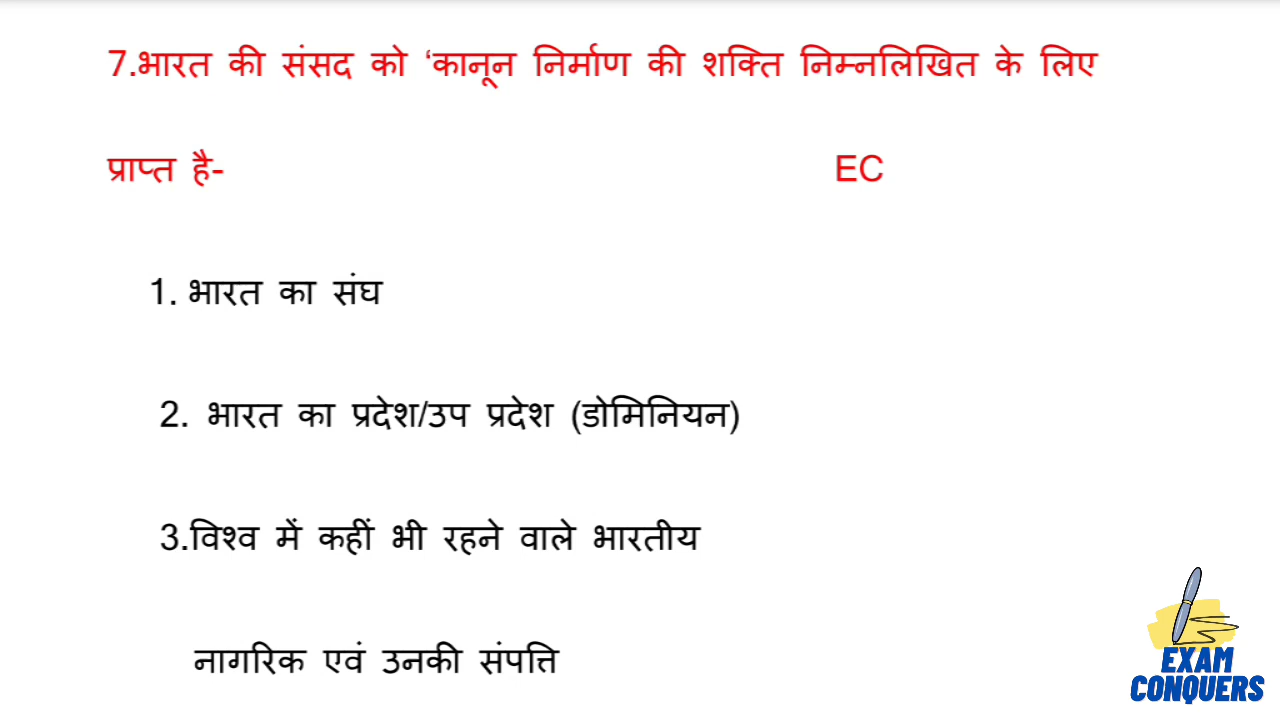 7.भारत की संसद को ‘कानून निर्माण की शक्ति निम्नलिखित के लिए
प्राप्त है- EC
1. भारत का संघ
2. भारत का प्रदेश/उप प्रदेश (डोमिनियन)
3.विश्व में कहीं भी रहने वाले भारतीय
नागरिक एवं उनकी संपत्ति
EXAM
CONQUERS